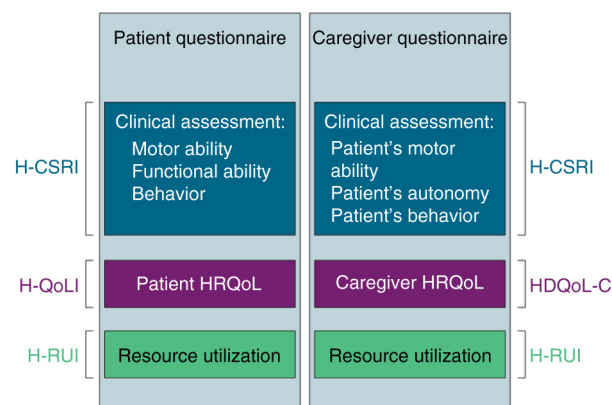 Patient questionnaire
Caregiver questionnaire
H-CSRI
Clinical assessment:
Motor ability
Functional ability
Behavior
Clinical assessment:
Patient's motor
ability
Patient's autonomy
Patient's behavior
H-CSRI
H-QoLI
Patient HRQoL
Caregiver HRQoL
HDQoL-C
H-RUI
Resource utilization
Resource utilization
H-RUI